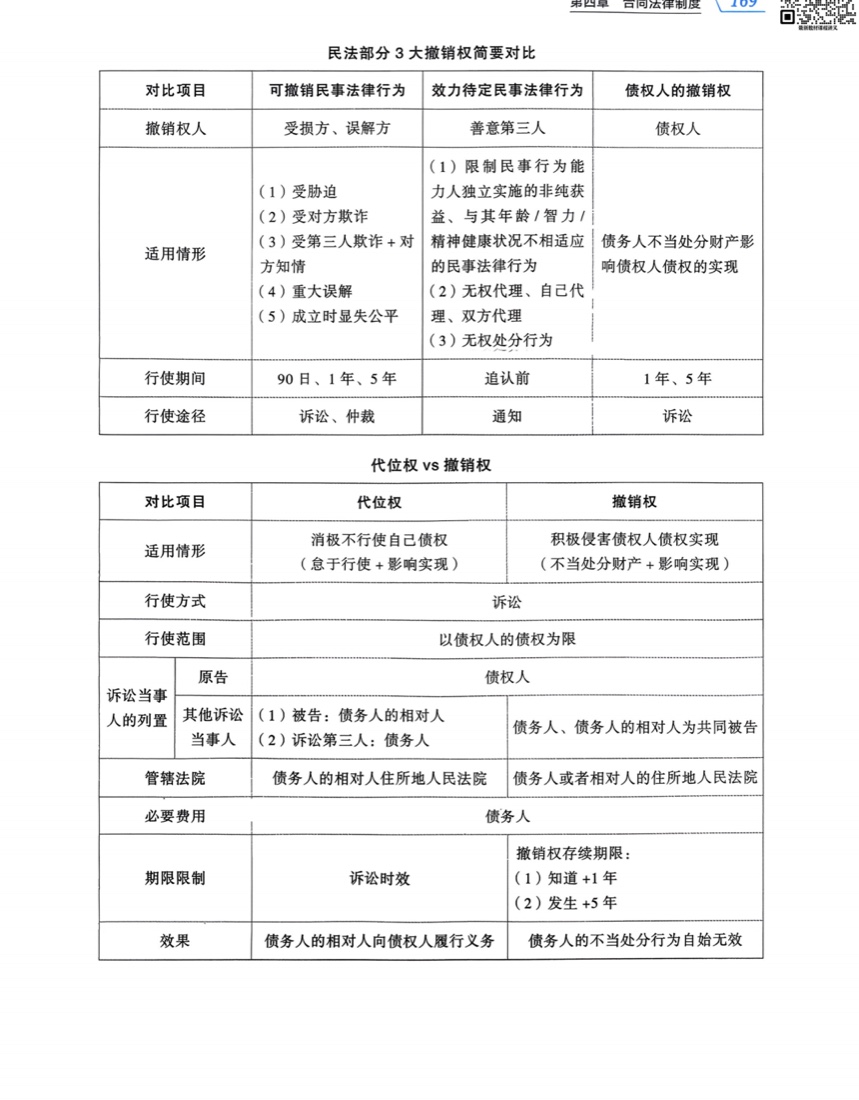 第四章 合同法律制度 169
民法部分 3 大撤销权简要对比
对比项目 可撤销民事法律行为 效力待定民事法律行为 债权人的撤销权
撤销权人 受损方、误解方 善意第三人 债权人
适用情形
（1）受胁迫
（2）受对方欺诈
（3）受第三人欺诈 + 对
方知情
（4）重大误解
（5）成立时显失公平
（1）限制民事行为能
力人独立实施的非纯获
益、与其年龄 / 智力 /
精神健康状况不相适应
的民事法律行为
（2）无权代理、自己代
理、双方代理
（3）无权处分行为
债务人不当处分财产影
响债权人债权的实现
行使期间 90 日、1 年、5 年 追认前 1 年、5 年
行使途径 诉讼、仲裁 通知 诉讼
代位权 vs 撤销权
对比项目 代位权 撤销权
适用情形
消极不行使自己债权
（怠于行使 + 影响实现）
积极侵害债权人债权实现
（不当处分财产 + 影响实现）
行使方式 诉讼
行使范围 以债权人的债权为限
诉讼当事
人的列置
原告 债权人
其他诉讼
当事人
（1）被告：债务人的相对人
（2）诉讼第三人：债务人
债务人、债务人的相对人为共同被告
管辖法院 债务人的相对人住所地人民法院 债务人或者相对人的住所地人民法院
必要费用 债务人
期限限制 诉讼时效
撤销权存续期限：
（1）知道 +1 年
（2）发生 +5 年
效果 债务人的相对人向债权人履行义务 债务人的不当处分行为自始无效